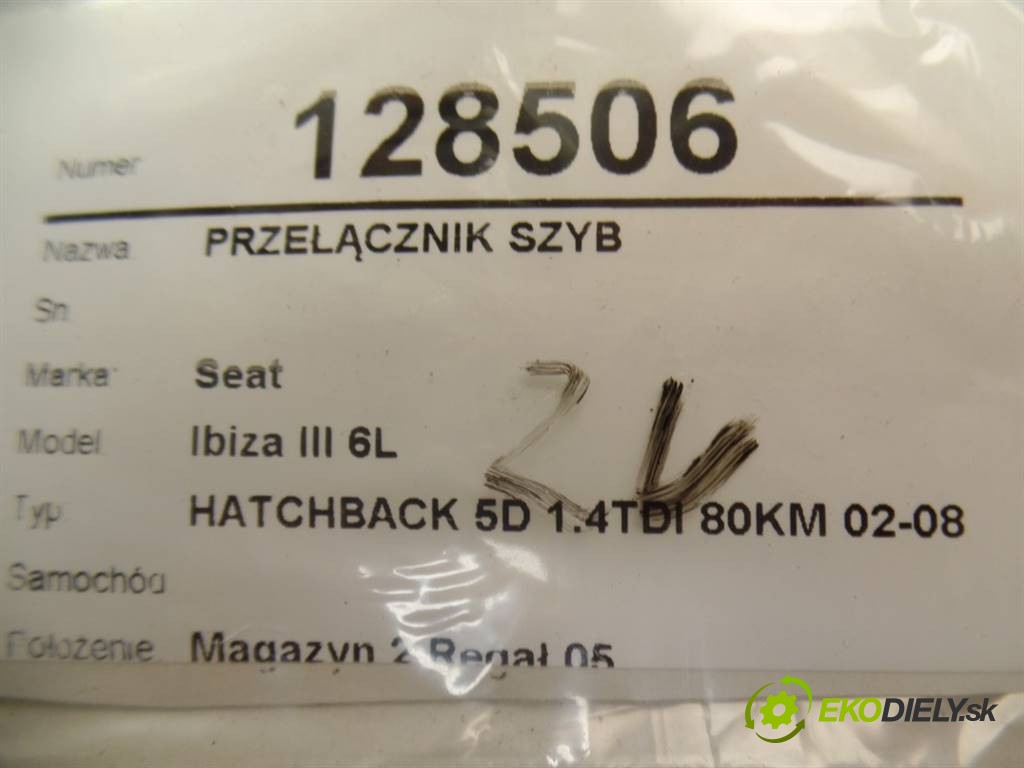 Numer 128506
Nazwa PRZEŁĄCZNIK SZYB
Sn
Marka Seat
Model Ibiza III 6L
Typ HATCHBACK 5D 1.4TDI 80KM 02-08
Samochód
Położenie Magazyn 2 Regał 05
EKODIELY.sk